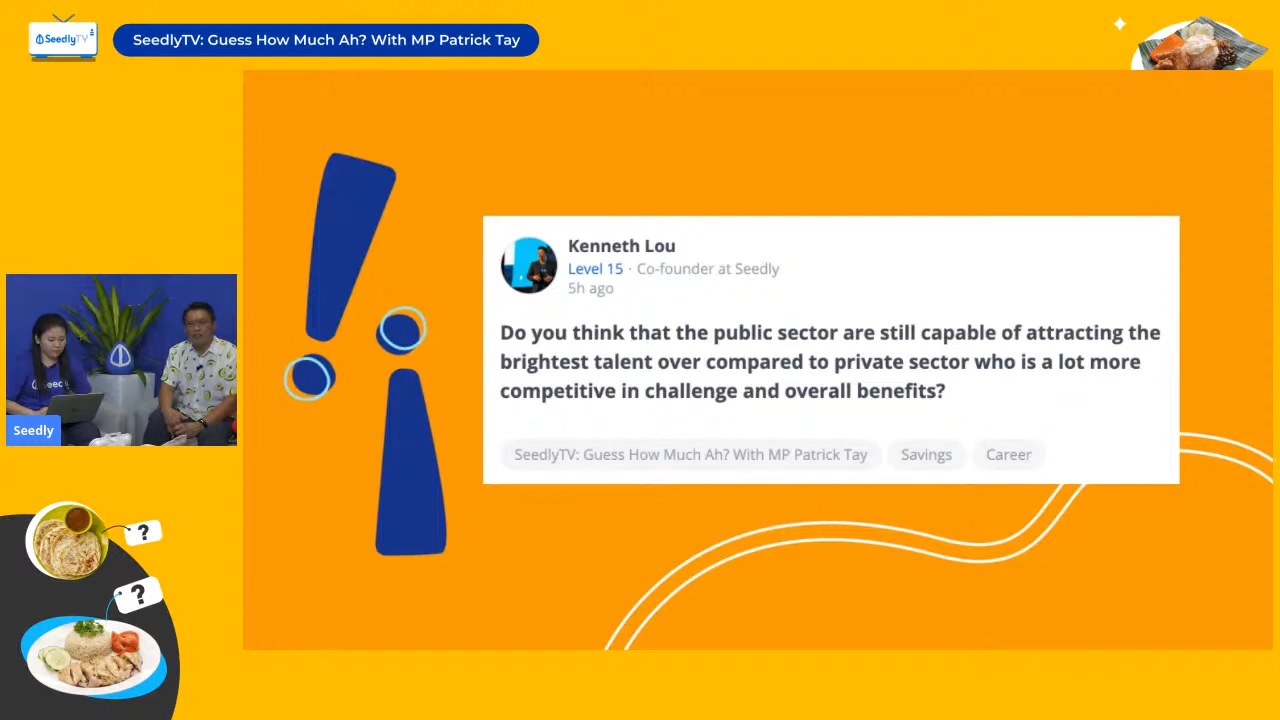 SeedlyTV
SeedlyTV: Guess How Much Ah? With MP Patrick Tay
Kenneth Lou
Level 15 · Co-founder at Seedly
5h ago
Do you think that the public sector are still capable of attracting the
brightest talent over compared to private sector who is a lot more
competitive in challenge and overall benefits?
SeedlyTV: Guess How Much Ah? With MP Patrick Tay
Savings
Career
Seedly
?
?